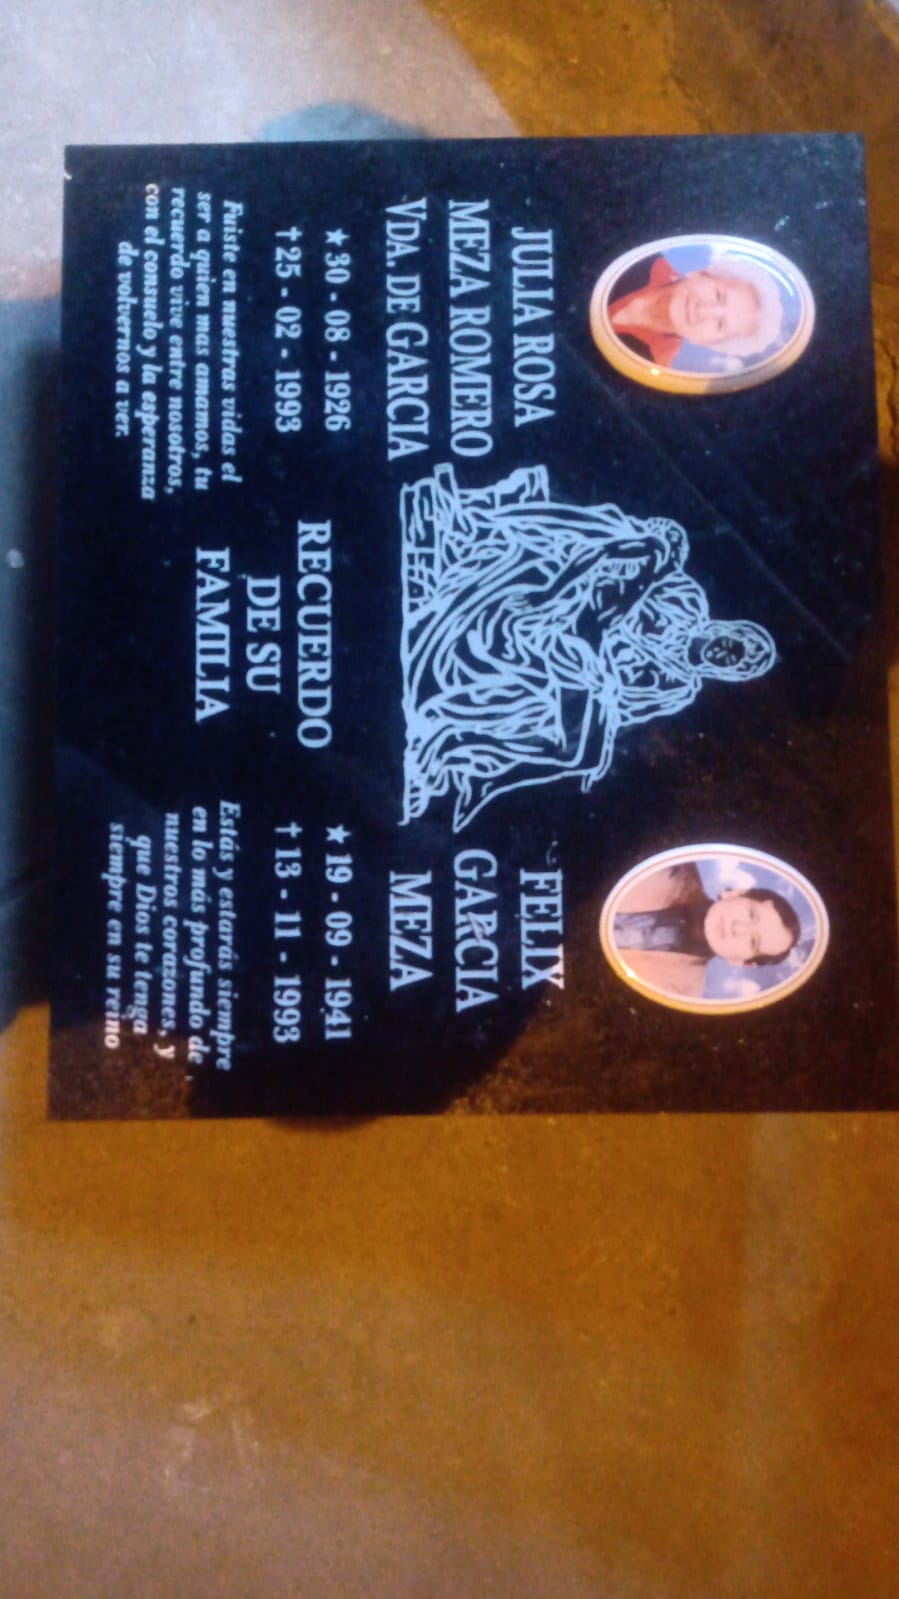 JULIA ROSA
MEZA ROMERO
VDA. DE GARCIA
★ 30 - 08 - 1926
† 25 - 02 - 1993
Fuiste en nuestras vidas el
ser a quien mas amamos, tu
recuerdo vive entre nosotros,
con el consuelo y la esperanza
de volvernos a ver.
RECUERDO
DE SU
FAMILIA
FELIX
GARCIA
MEZA
★ 19 - 09 - 1941
† 13 - 11 - 1993
Estás y estarás siempre
en lo más profundo de
nuestros corazones, y
que Dios te tenga
siempre en su reino